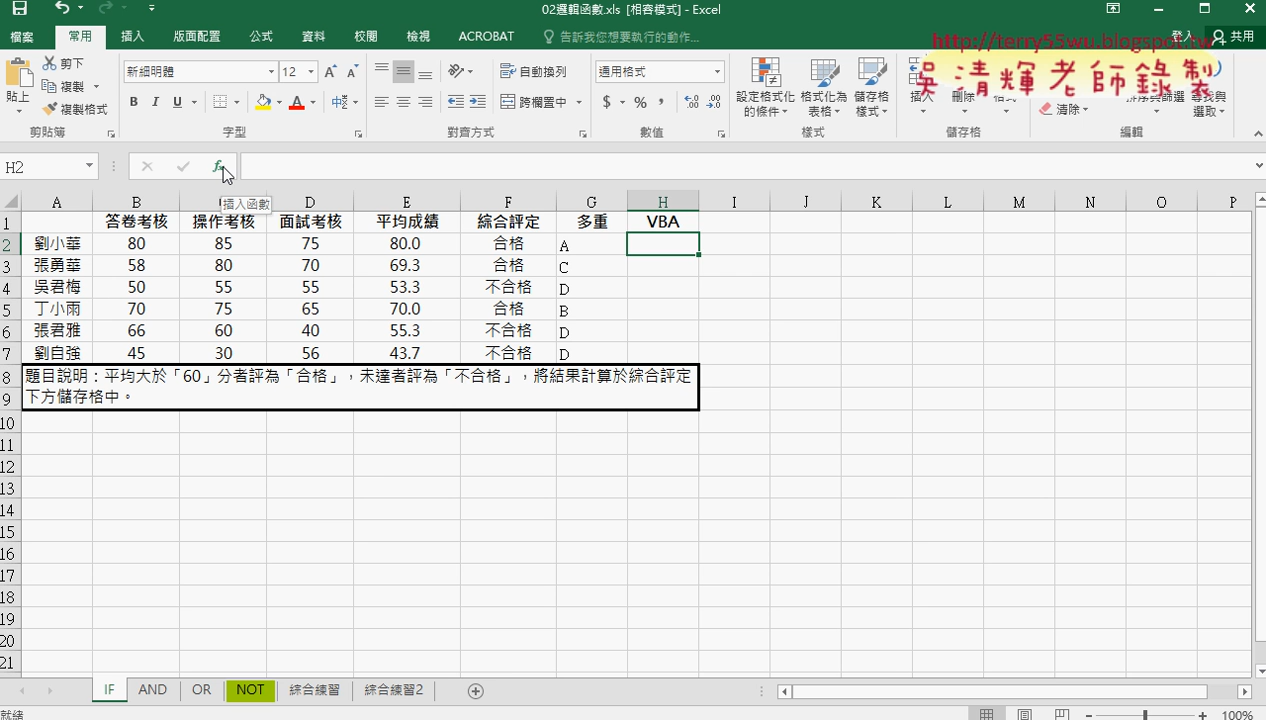 02邏輯函數.xls [相容模式] - Excel
檔案 常用 插入 版面配置 公式 資料 校閱 檢視 ACROBAT 告訴我您想要執行的動作... 登入 共用
http://terry55wu.blogspot.tw
吳清輝老師錄製
貼上 剪下 複製 複製格式 剪貼簿
新細明體 12 B I U A 中 字型
自動換列 跨欄置中 對齊方式
通用格式 $ % , 數值
設定格式化的條件 格式化為表格 儲存格樣式 樣式
插入 刪除 格式 儲存格
清除 排序與篩選 尋找與選取 編輯
H2 fx
插入函數
A B D E F G H I J K L M N O P
1 答卷考核 操作考核 面試考核 平均成績 綜合評定 多重 VBA
2 劉小華 80 85 75 80.0 合格 A
3 張勇華 58 80 70 69.3 合格 C
4 吳君梅 50 55 55 53.3 不合格 D
5 丁小雨 70 75 65 70.0 合格 B
6 張君雅 66 60 40 55.3 不合格 D
7 劉自強 45 30 56 43.7 不合格 D
8 題目說明：平均大於「60」分者評為「合格」，未達者評為「不合格」，將結果計算於綜合評定
9 下方儲存格中。
10
11
12
13
14
15
16
17
18
19
20
21
IF AND OR NOT 綜合練習 綜合練習2
就緒 100%